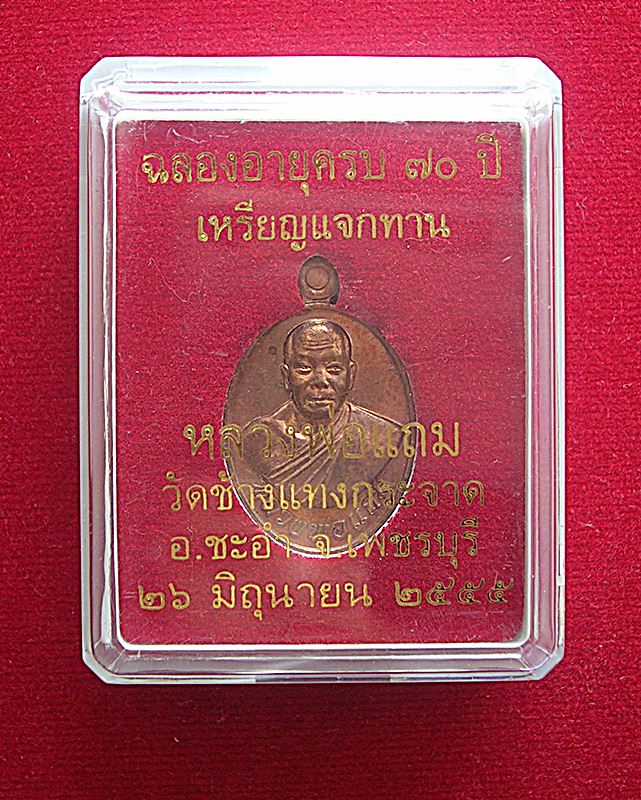 ฉลองอายุครบ ๗๐ ปี
เหรียญแจกทาน
หลวงพ่อแถม
วัดช้างแทงกระจาด
อ.ชะอำ จ.เพชรบุรี
๒๖ มิถุนายน ๒๕๕๕